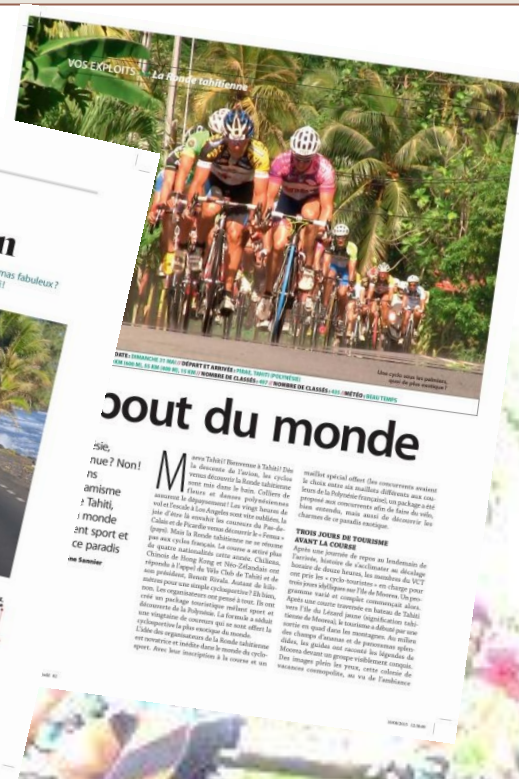 VOS EXPLOITS
La Ronde tahitienne
n
mas fabuleux ?
Une cyclo sous les palmiers,
quoi de plus exotique !
DATE : DIMANCHE 31 MAI // DÉPART ET ARRIVÉE : PIRAE, TAHITI (POLYNÉSIE)
// NOMBRE DE CLASSÉS : // MÉTÉO : BEAU TEMPS
bout du monde
ésie,
nue ? Non !
ns
amisme
e Tahiti,
u monde
ent sport et
ce paradis
me Sannier
Maeva Tahiti ! Bienvenue à Tahiti ! Dès
la descente de l'avion, les cyclos
venus découvrir la Ronde tahitienne
sont mis dans le bain. Colliers de
fleurs et danses polynésiennes
assurent le dépaysement ! Les vingt heures de
vol et l'escale à Los Angeles sont vite oubliées, la
joie d'être là envahit les coureurs du Pas-de-
Calais et de Picardie venus découvrir le « Fenua »
(pays). Mais la Ronde tahitienne ne se résume
pas aux cyclos français. La course a attiré plus
de quatre nationalités cette année. Chiliens,
Chinois de Hong Kong et Néo-Zélandais ont
répondu à l'appel du Vélo Club de Tahiti et de
son président, Benoît Rivals. Autant de kilo-
mètres pour une simple cyclosportive ? Eh bien,
non. Les organisateurs ont pensé à tout. Ils ont
créé un package touristique mêlant sport et
découverte de la Polynésie. La formule a séduit
une vingtaine de coureurs qui se sont offert la
cyclosportive la plus exotique du monde.
L'idée des organisateurs de la Ronde tahitienne
est novatrice et inédite dans le monde du cyclo-
sport. Avec leur inscription à la course et un
maillot spécial offert (les concurrents avaient
le choix entre six maillots différents aux cou-
leurs de la Polynésie française), un package a été
proposé aux concurrents afin de faire du vélo,
bien entendu, mais aussi de découvrir les
charmes de ce paradis exotique.
TROIS JOURS DE TOURISME
AVANT LA COURSE
Après une journée de repos au lendemain de
l'arrivée, histoire de s'acclimater au décalage
horaire de douze heures, les membres du VCT
ont pris les « cyclo-touristes » en charge pour
trois jours idylliques sur l'île de Moorea. Un pro-
gramme varié et complet commençait alors.
Après une courte traversée en bateau de Tahiti
vers l'île du Lézard jaune (signification tahi-
tienne de Moorea), le tourisme a débuté par une
sortie en quad dans les montagnes. Au milieu
des champs d'ananas et de panoramas splen-
dides, les guides ont raconté les légendes de
Moorea devant un groupe visiblement conquis.
Des images plein les yeux, cette colonie de
vacances cosmopolite, au vu de l'ambiance